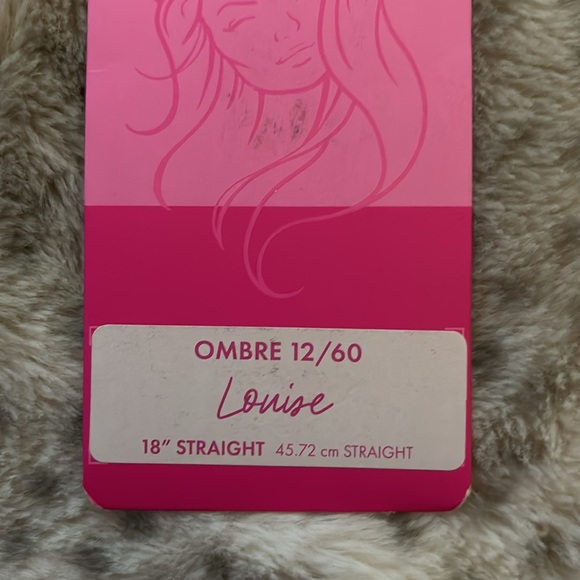 OMBRE 12/60
Louise
18" STRAIGHT 45.72 cm STRAIGHT